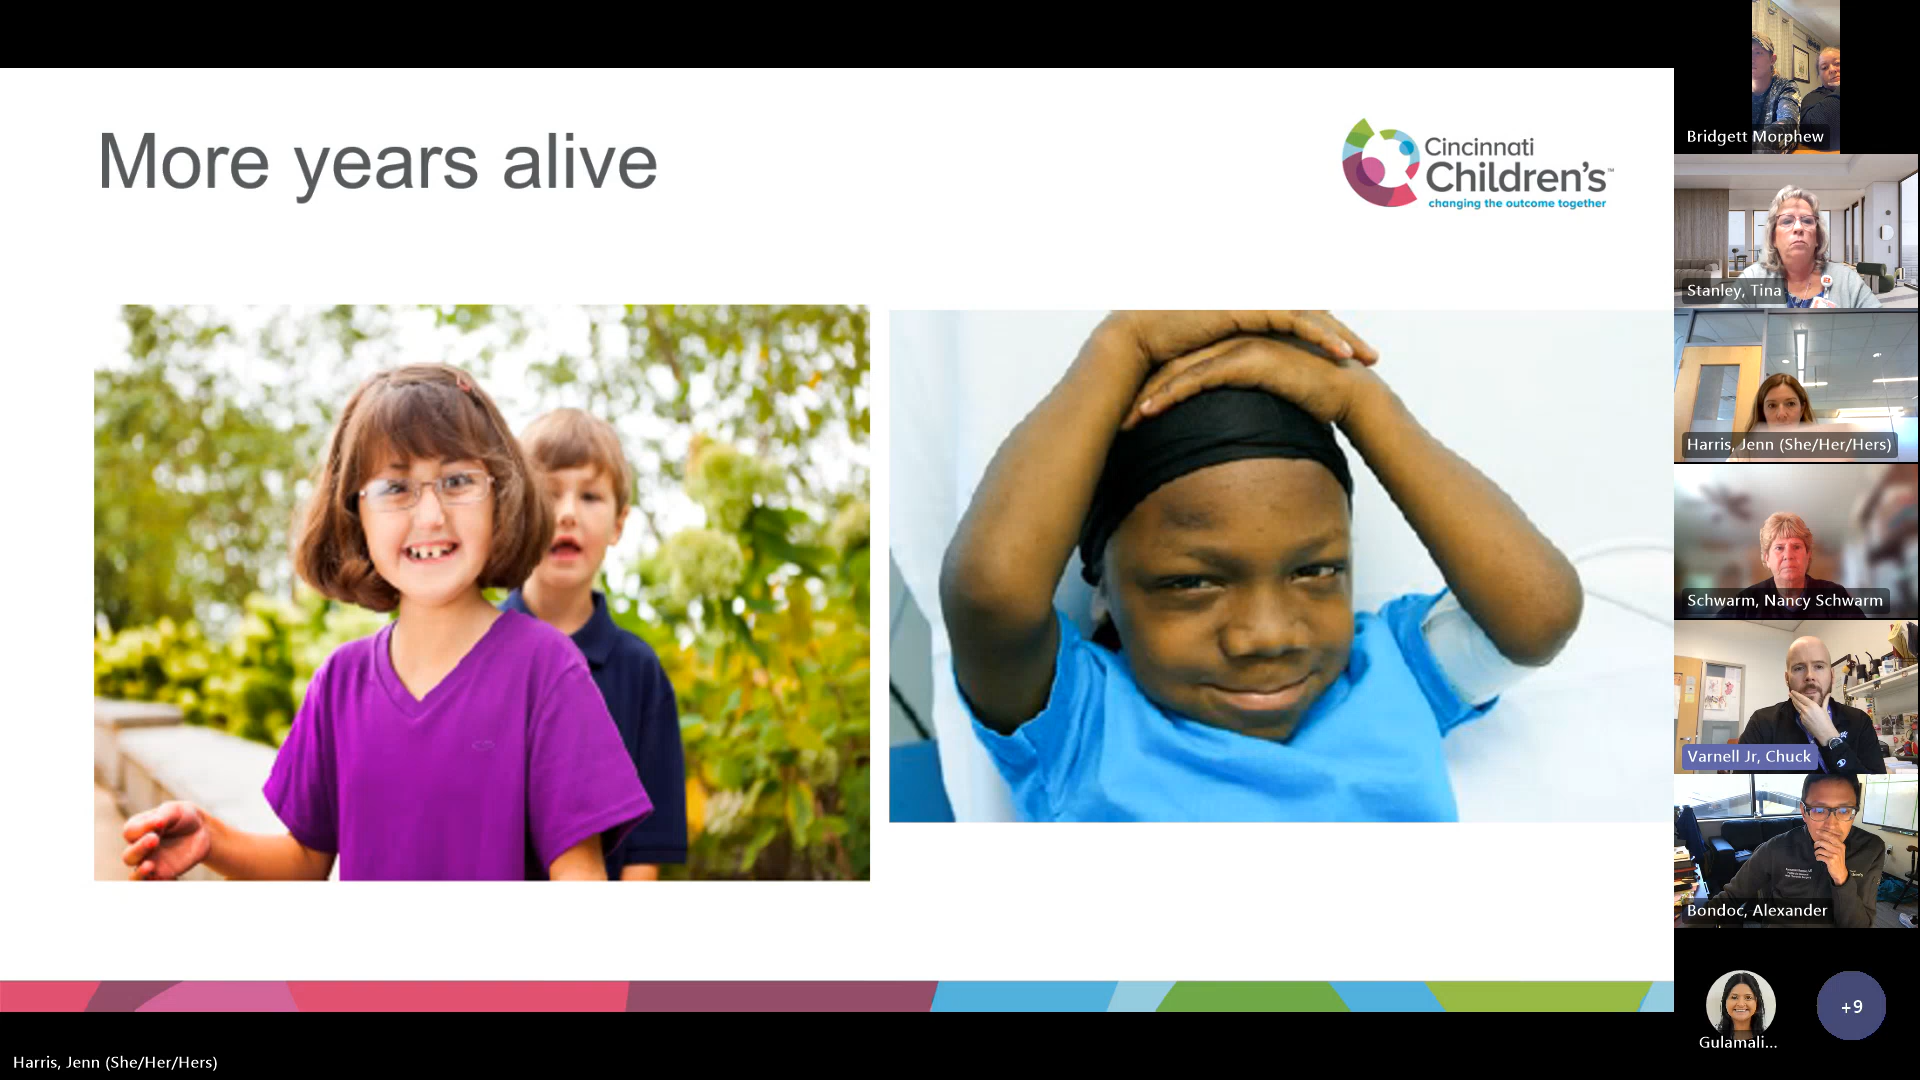 More years alive
Cincinnati
Children's™
changing the outcome together
Bridgett Morphew
Stanley, Tina
Harris, Jenn (She/Her/Hers)
Schwarm, Nancy Schwarm
Varnell Jr, Chuck
Bondoc, Alexander
Gulamali...
+9
Harris, Jenn (She/Her/Hers)